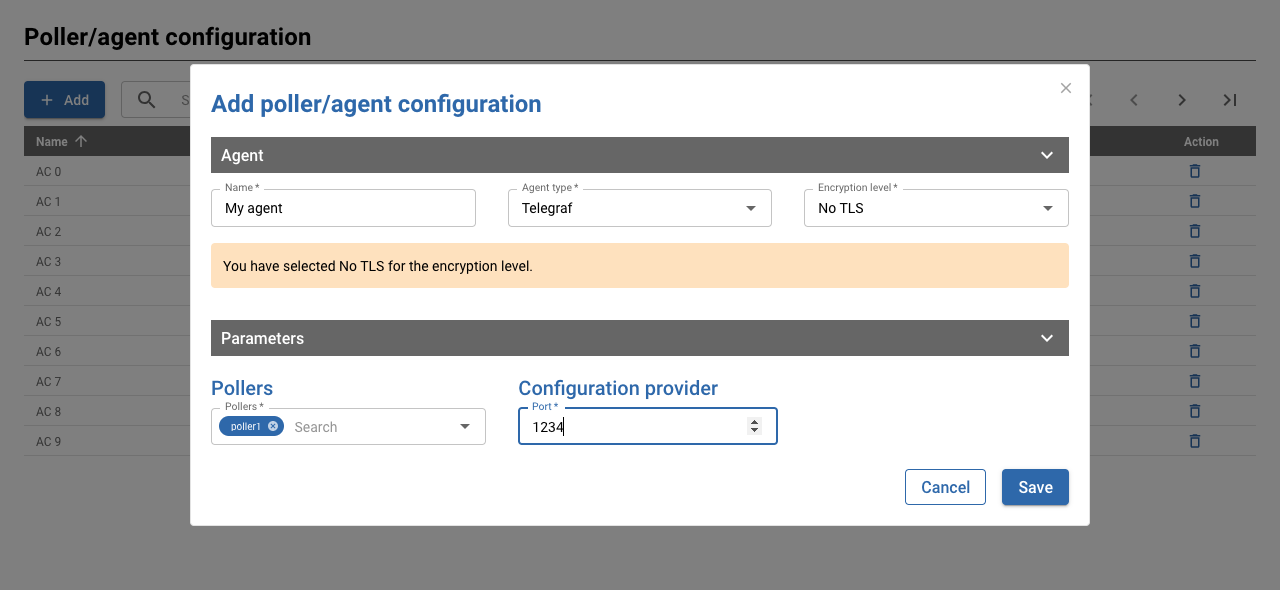 Poller/agent configuration
Add
S
Add poller/agent configuration
Name
Action
Agent
AC 0
Name *
Agent type *
Encryption level *
AC 1
My agent
Telegraf
No TLS
AC 2
AC 3
You have selected No TLS for the encryption level.
AC 4
AC 5
Parameters
AC 6
AC 7
Pollers
Configuration provider
AC 8
Pollers *
Port *
poller1
Search
1234
AC 9
Cancel
Save